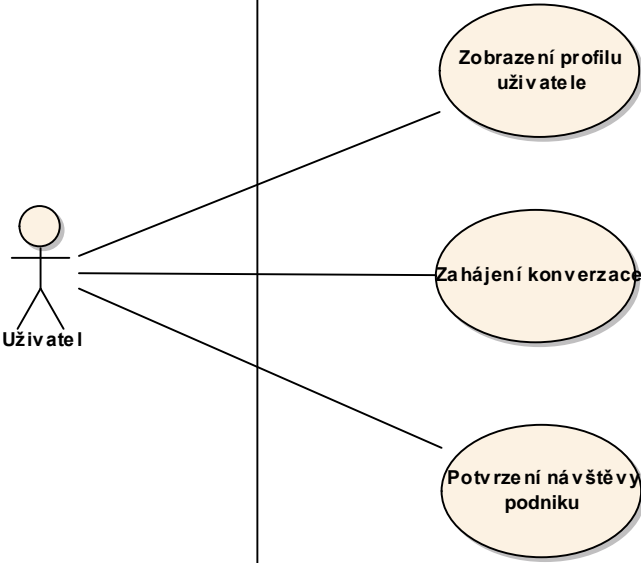 Zobrazení profilu
uživatele
Zahájení konverzace
Uživatel
Potvrzení návštěvy
podniku